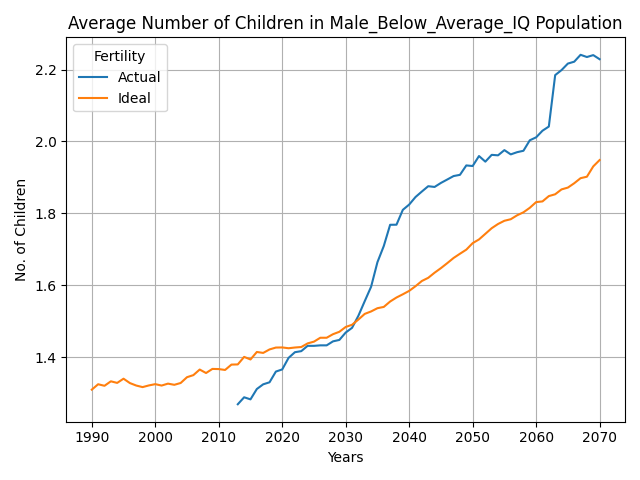 Average Number of Children in Male_Below_Average_IQ Population
Fertility
Actual
Ideal
No. of Children
2.2
2.0
1.8
1.6
1.4
1990 2000 2010 2020 2030 2040 2050 2060 2070
Years